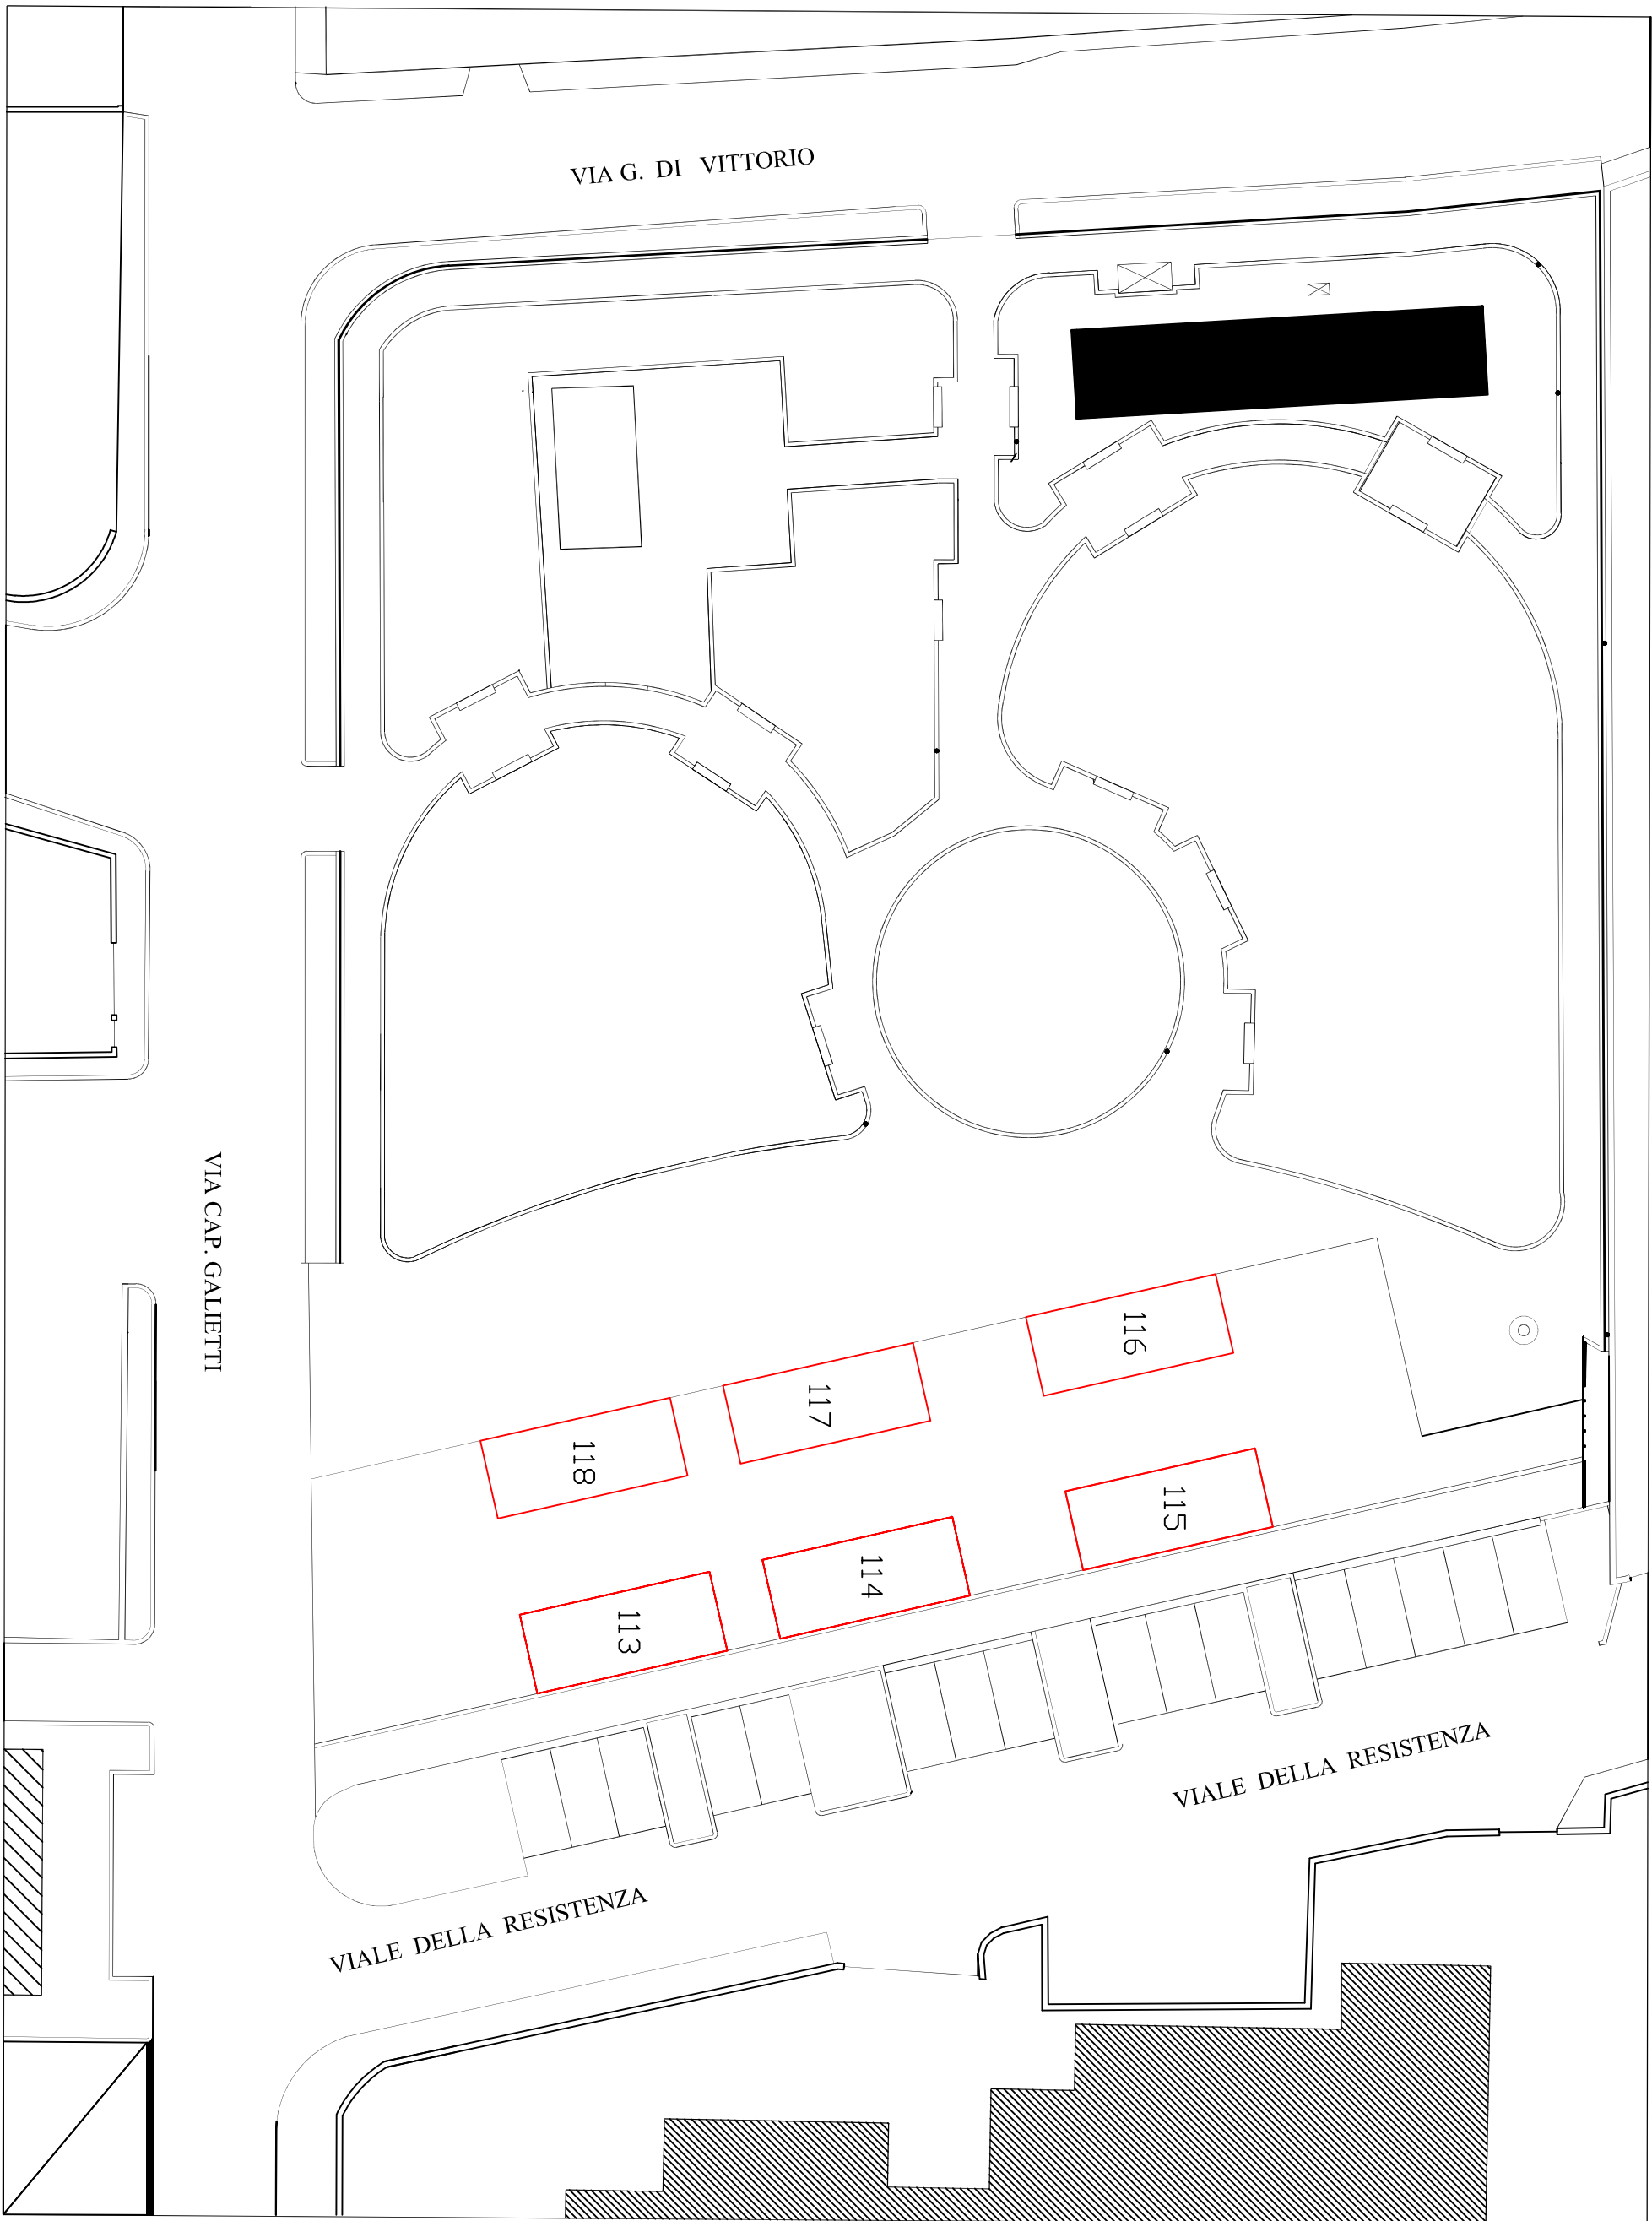 VIA G. DI VITTORIO
VIA CAP. GALIETTI
116
117
118
115
114
113
VIALE DELLA RESISTENZA
VIALE DELLA RESISTENZA